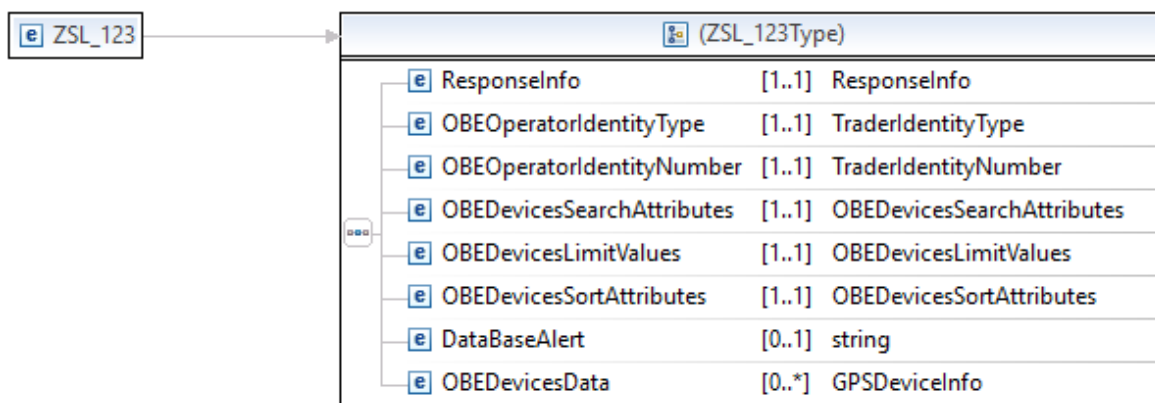 e ZSL_123
(ZSL_123Type)
e ResponseInfo [1..1] ResponseInfo
e OBEOperatorIdentityType [1..1] TraderIdentityType
e OBEOperatorIdentityNumber [1..1] TraderIdentityNumber
e OBEDevicesSearchAttributes [1..1] OBEDevicesSearchAttributes
e OBEDevicesLimitValues [1..1] OBEDevicesLimitValues
e OBEDevicesSortAttributes [1..1] OBEDevicesSortAttributes
e DataBaseAlert [0..1] string
e OBEDevicesData [0..*] GPSDeviceInfo